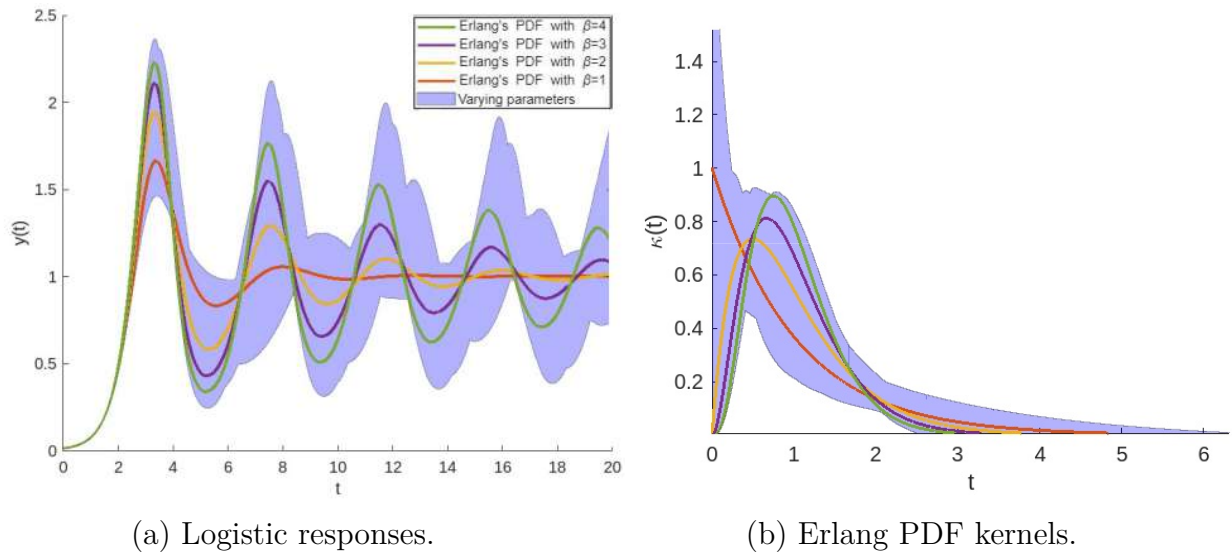 2.5
2
1.5
1
0.5
0
y(t)
0 2 4 6 8 10 12 14 16 18 20
t
Erlang's PDF with β=4
Erlang's PDF with β=3
Erlang's PDF with β=2
Erlang's PDF with β=1
Varying parameters
(a) Logistic responses.
1.4
1.2
1
0.8
0.6
0.4
0.2
κ(t)
0 1 2 3 4 5 6
t
(b) Erlang PDF kernels.